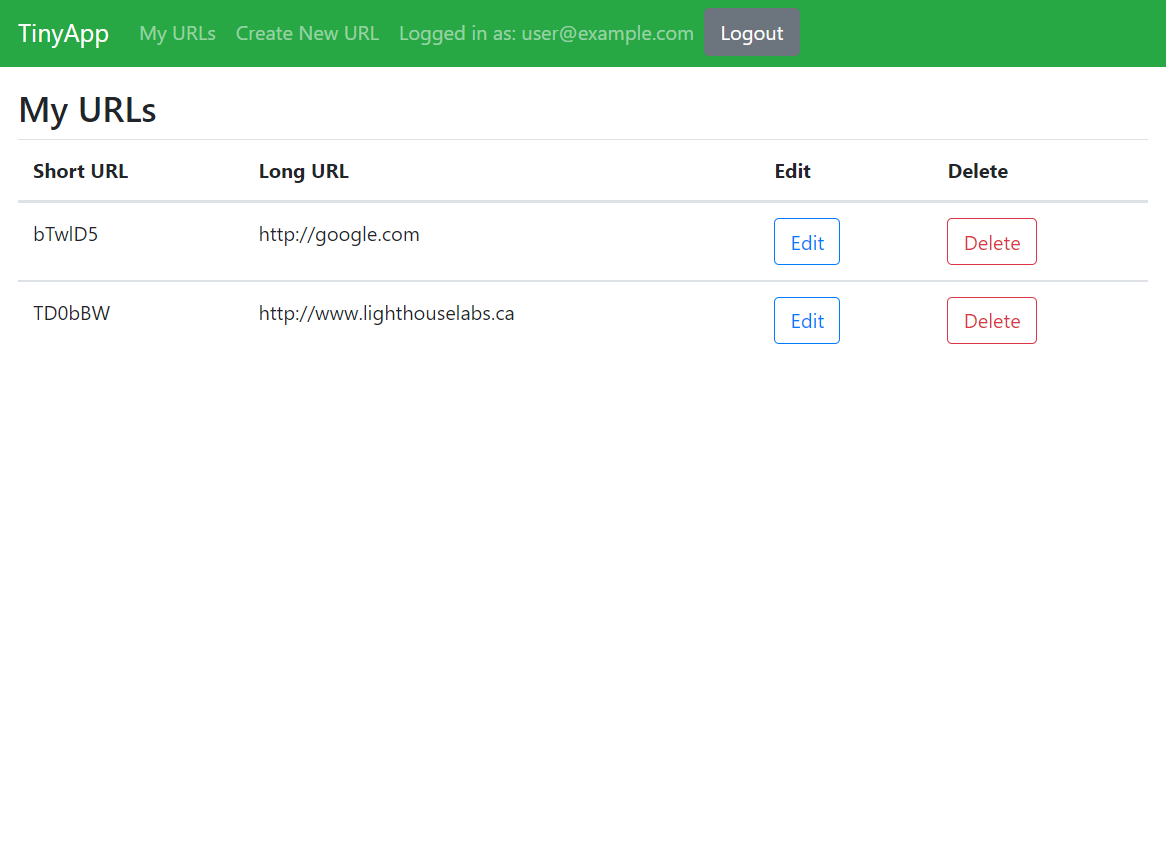 TinyApp My URLs Create New URL Logged in as: user@example.com Logout
My URLs
Short URL Long URL Edit Delete
bTwlD5 http://google.com Edit Delete
TD0bBW http://www.lighthouselabs.ca Edit Delete